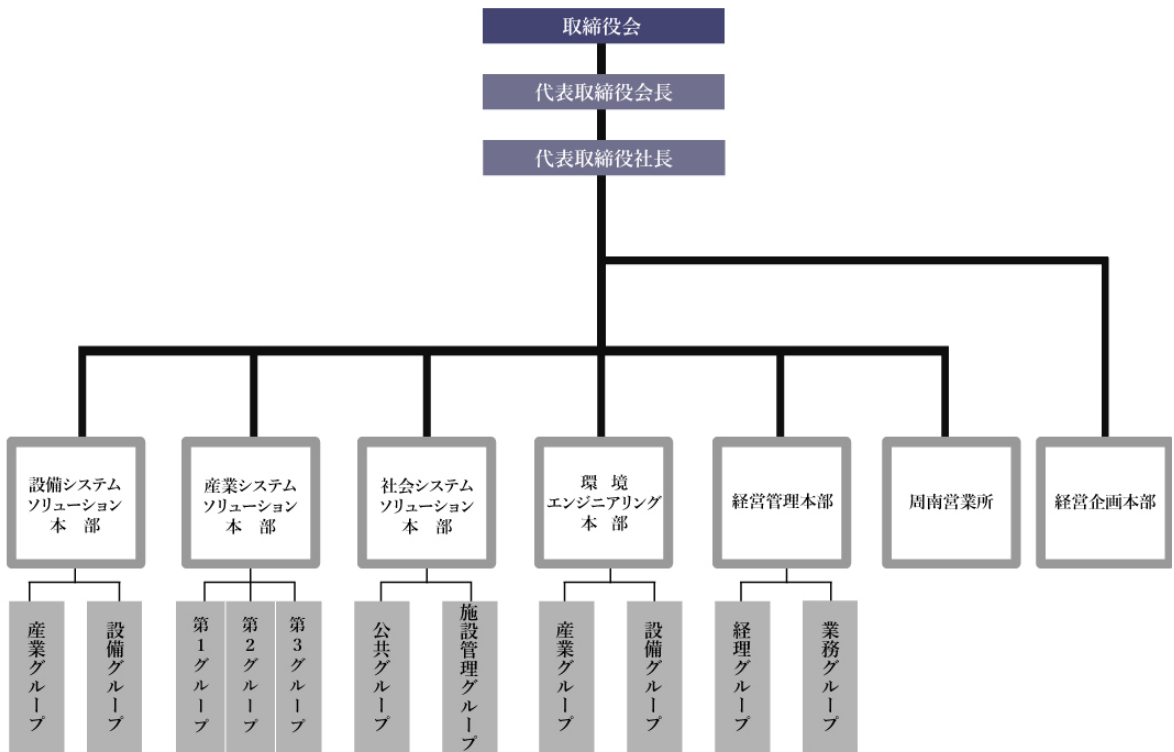 取締役会
代表取締役会長
代表取締役社長
設備システム
ソリューション
本 部
産業システム
ソリューション
本 部
社会システム
ソリューション
本 部
環 境
エンジニアリング
本 部
経営管理本部
周南営業所
経営企画本部
産業グループ
設備グループ
第1グループ
第2グループ
第3グループ
公共グループ
施設管理グループ
産業グループ
設備グループ
経理グループ
業務グループ